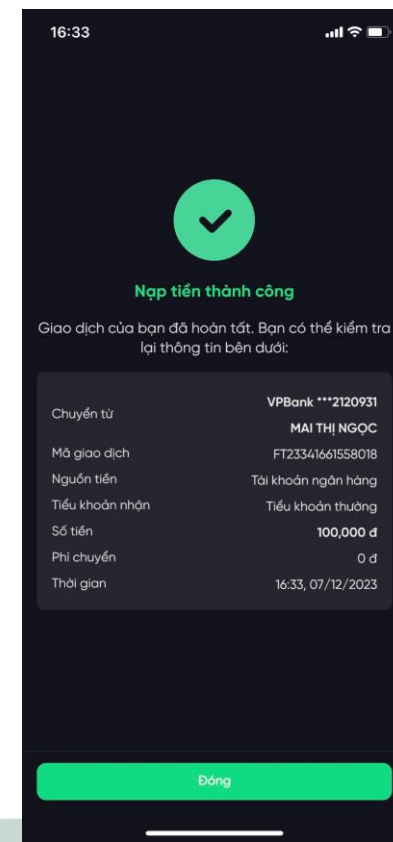 16:33
Nạp tiền thành công
Giao dịch của bạn đã hoàn tất. Bạn có thể kiểm tra
lại thông tin bên dưới:
Chuyển từ
VPBank ***2120931
MAI THỊ NGỌC
Mã giao dịch FT23341661558018
Nguồn tiền Tài khoản ngân hàng
Tiểu khoản nhận Tiểu khoản thường
Số tiền 100,000 đ
Phí chuyển 0 đ
Thời gian 16:33, 07/12/2023
Đóng